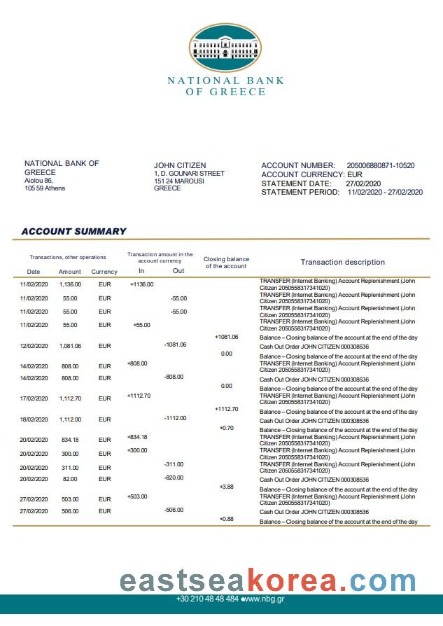 NATIONAL BANK
OF GREECE
NATIONAL BANK OF
GREECE
Aiolou 86,
105 59 Athens
JOHN CITIZEN
1, D. GOUNARI STREET
151 24 MAROUSI
GREECE
ACCOUNT NUMBER: 205006880871-10520
ACCOUNT CURRENCY: EUR
STATEMENT DATE: 27/02/2020
STATEMENT PERIOD: 11/02/2020 - 27/02/2020
ACCOUNT SUMMARY
Transactions, other operations
Transaction amount in the
account currency
Closing balance
of the account
Transaction description
Date Amount Currency In Out
11/02/2020 1,136.00 EUR +1136.00 TRANSFER (Internet Banking) Account Replenishment (John
Citizen 2050558317341020)
11/02/2020 55.00 EUR -55.00 TRANSFER (Internet Banking) Account Replenishment (John
Citizen 2050558317341020)
11/02/2020 55.00 EUR -55.00 TRANSFER (Internet Banking) Account Replenishment (John
Citizen 2050558317341020)
11/02/2020 55.00 EUR +55.00 TRANSFER (Internet Banking) Account Replenishment (John
Citizen 2050558317341020)
+1081.06 Balance – Closing balance of the account at the end of the day
12/02/2020 1,081.06 EUR -1081.06 Cash Out Order JOHN CITIZEN 000308536
0.00 Balance – Closing balance of the account at the end of the day
14/02/2020 808.00 EUR +808.00 TRANSFER (Internet Banking) Account Replenishment (John
Citizen 2050558317341020)
14/02/2020 808.00 EUR -808.00 Cash Out Order JOHN CITIZEN 000308536
0.00 Balance – Closing balance of the account at the end of the day
17/02/2020 1,112.70 EUR +1112.70 TRANSFER (Internet Banking) Account Replenishment (John
Citizen 2050558317341020)
+1112.70 Balance – Closing balance of the account at the end of the day
18/02/2020 1,112.00 EUR -1112.00 Cash Out Order JOHN CITIZEN 000308536
+0.70 Balance – Closing balance of the account at the end of the day
20/02/2020 834.18 EUR +834.18 TRANSFER (Internet Banking) Account Replenishment (John
Citizen 2050558317341020)
20/02/2020 300.00 EUR +300.00 TRANSFER (Internet Banking) Account Replenishment (John
Citizen 2050558317341020)
20/02/2020 311.00 EUR -311.00 TRANSFER (Internet Banking) Account Replenishment (John
Citizen 2050558317341020)
20/02/2020 82.00 EUR -820.00 Cash Out Order JOHN CITIZEN 000308536
+3.88 Balance – Closing balance of the account at the end of the day
27/02/2020 503.00 EUR +503.00 TRANSFER (Internet Banking) Account Replenishment (John
Citizen 2050558317341020)
27/02/2020 506.00 EUR -506.00 Cash Out Order JOHN CITIZEN 000308536
+0.88 Balance – Closing balance of the account at the end of the day
eastseakorea.com
+30 210 48 48 484 ●www.nbg.gr